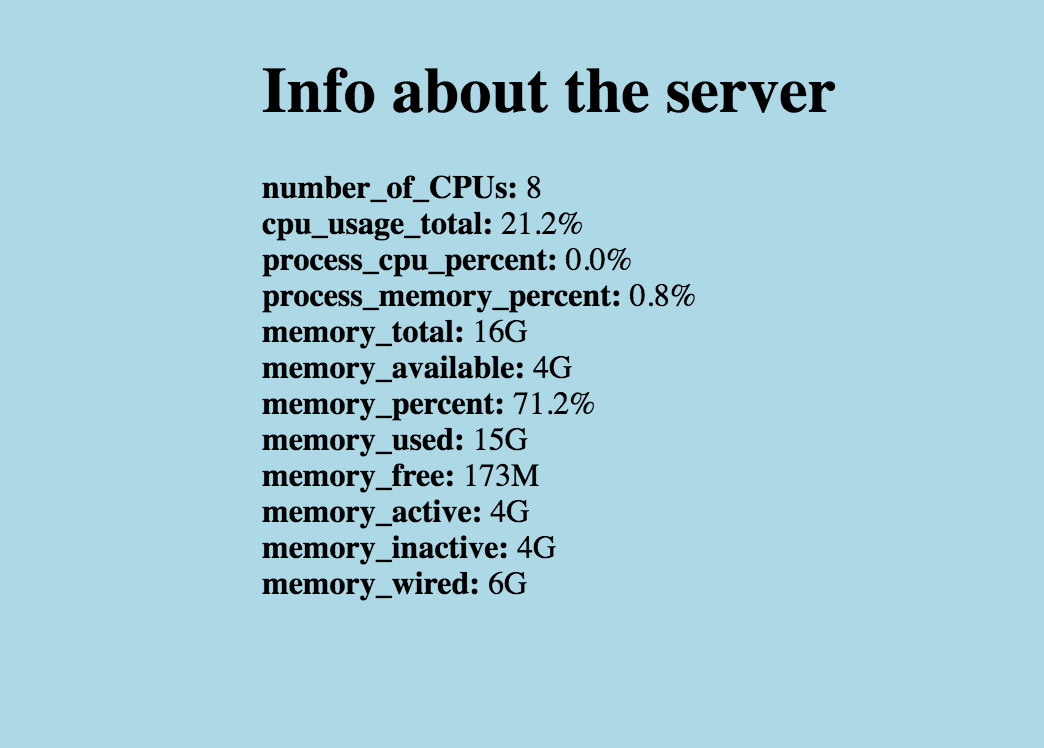 Info about the server
number_of_CPUs: 8
cpu_usage_total: 21.2%
process_cpu_percent: 0.0%
process_memory_percent: 0.8%
memory_total: 16G
memory_available: 4G
memory_percent: 71.2%
memory_used: 15G
memory_free: 173M
memory_active: 4G
memory_inactive: 4G
memory_wired: 6G